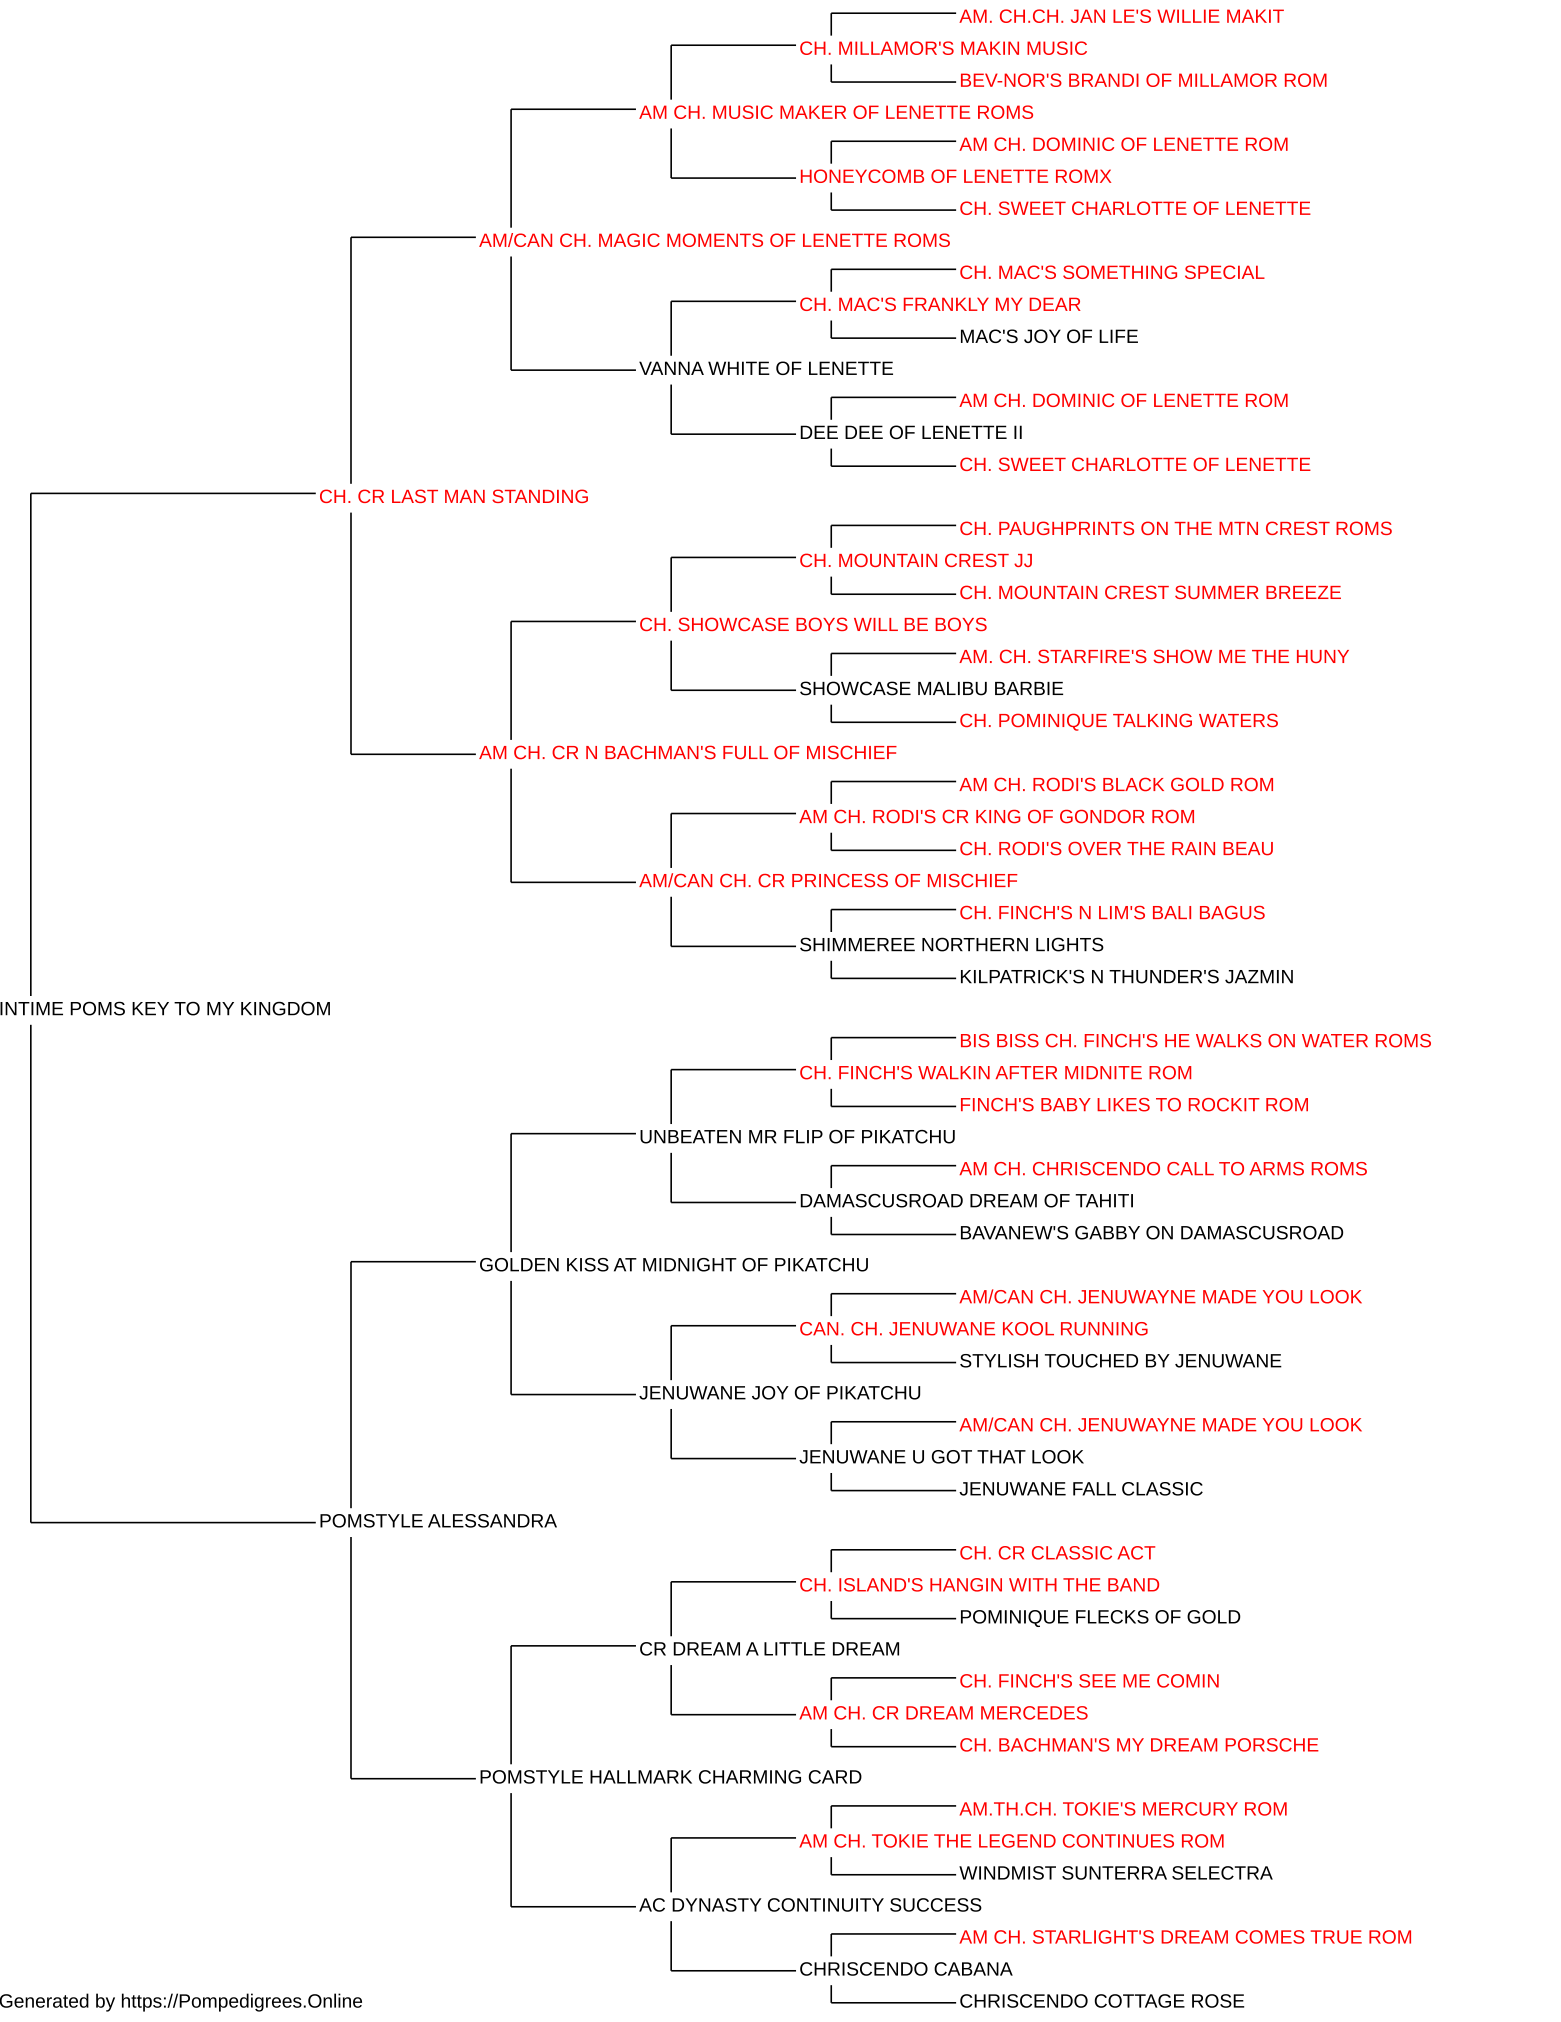 AM. CH.CH. JAN LE'S WILLIE MAKIT
CH. MILLAMOR'S MAKIN MUSIC
BEV-NOR'S BRANDI OF MILLAMOR ROM
AM CH. MUSIC MAKER OF LENETTE ROMS
AM CH. DOMINIC OF LENETTE ROM
HONEYCOMB OF LENETTE ROMX
CH. SWEET CHARLOTTE OF LENETTE
AM/CAN CH. MAGIC MOMENTS OF LENETTE ROMS
CH. MAC'S SOMETHING SPECIAL
CH. MAC'S FRANKLY MY DEAR
MAC'S JOY OF LIFE
VANNA WHITE OF LENETTE
AM CH. DOMINIC OF LENETTE ROM
DEE DEE OF LENETTE II
CH. SWEET CHARLOTTE OF LENETTE
CH. CR LAST MAN STANDING
CH. PAUGHPRINTS ON THE MTN CREST ROMS
CH. MOUNTAIN CREST JJ
CH. MOUNTAIN CREST SUMMER BREEZE
CH. SHOWCASE BOYS WILL BE BOYS
AM. CH. STARFIRE'S SHOW ME THE HUNY
SHOWCASE MALIBU BARBIE
CH. POMINIQUE TALKING WATERS
AM CH. CR N BACHMAN'S FULL OF MISCHIEF
AM CH. RODI'S BLACK GOLD ROM
AM CH. RODI'S CR KING OF GONDOR ROM
CH. RODI'S OVER THE RAIN BEAU
AM/CAN CH. CR PRINCESS OF MISCHIEF
CH. FINCH'S N LIM'S BALI BAGUS
SHIMMEREE NORTHERN LIGHTS
KILPATRICK'S N THUNDER'S JAZMIN
INTIME POMS KEY TO MY KINGDOM
BIS BISS CH. FINCH'S HE WALKS ON WATER ROMS
CH. FINCH'S WALKIN AFTER MIDNITE ROM
FINCH'S BABY LIKES TO ROCKIT ROM
UNBEATEN MR FLIP OF PIKATCHU
AM CH. CHRISCENDO CALL TO ARMS ROMS
DAMASCUSROAD DREAM OF TAHITI
BAVANEW'S GABBY ON DAMASCUSROAD
GOLDEN KISS AT MIDNIGHT OF PIKATCHU
AM/CAN CH. JENUWAYNE MADE YOU LOOK
CAN. CH. JENUWANE KOOL RUNNING
STYLISH TOUCHED BY JENUWANE
JENUWANE JOY OF PIKATCHU
AM/CAN CH. JENUWAYNE MADE YOU LOOK
JENUWANE U GOT THAT LOOK
JENUWANE FALL CLASSIC
POMSTYLE ALESSANDRA
CH. CR CLASSIC ACT
CH. ISLAND'S HANGIN WITH THE BAND
POMINIQUE FLECKS OF GOLD
CR DREAM A LITTLE DREAM
CH. FINCH'S SEE ME COMIN
AM CH. CR DREAM MERCEDES
CH. BACHMAN'S MY DREAM PORSCHE
POMSTYLE HALLMARK CHARMING CARD
AM.TH.CH. TOKIE'S MERCURY ROM
AM CH. TOKIE THE LEGEND CONTINUES ROM
WINDMIST SUNTERRA SELECTRA
AC DYNASTY CONTINUITY SUCCESS
AM CH. STARLIGHT'S DREAM COMES TRUE ROM
CHRISCENDO CABANA
CHRISCENDO COTTAGE ROSE
Generated by https://Pompedigrees.Online